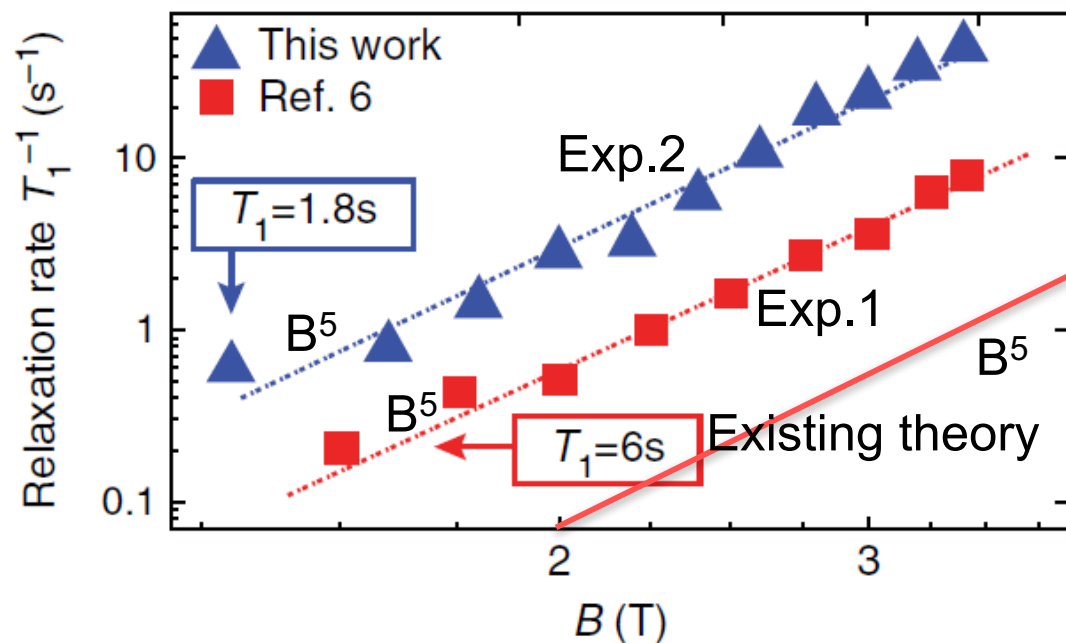 This work
Ref. 6
Relaxation rate T₁⁻¹ (s⁻¹)
10
1
0.1
Exp.2
T₁=1.8s
B⁵
Exp.1
B⁵
B⁵
T₁=6s
Existing theory
2
3
B (T)